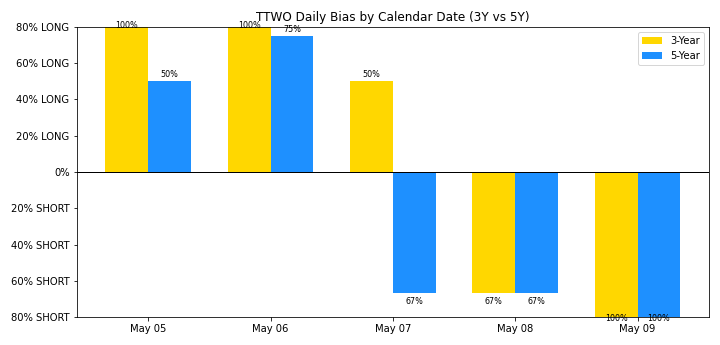 TTWO Daily Bias by Calendar Date (3Y vs 5Y)
80% LONG
60% LONG
40% LONG
20% LONG
0%
20% SHORT
40% SHORT
60% SHORT
80% SHORT
100%
50%
100%
75%
50%
67%
67%
67%
100%
100%
3-Year
5-Year
May 05
May 06
May 07
May 08
May 09